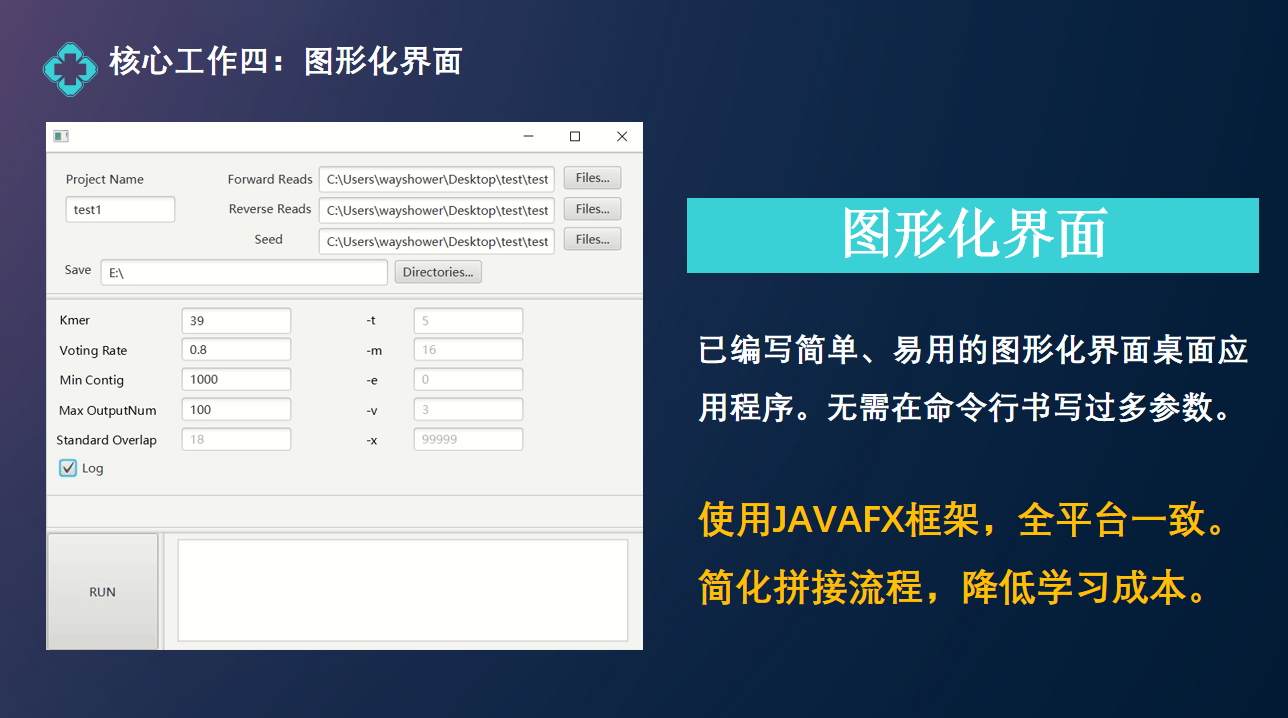 核心工作四：图形化界面
Project Name
test1
Forward Reads C:\Users\wayshower\Desktop\test\test Files...
Reverse Reads C:\Users\wayshower\Desktop\test\test Files...
Seed C:\Users\wayshower\Desktop\test\test Files...
Save E:\ Directories...
Kmer 39 -t 5
Voting Rate 0.8 -m 16
Min Contig 1000 -e 0
Max OutputNum 100 -v 3
Standard Overlap 18 -x 99999
Log
RUN
图形化界面
已编写简单、易用的图形化界面桌面应
用程序。无需在命令行书写过多参数。
使用JAVAFX框架，全平台一致。
简化拼接流程，降低学习成本。